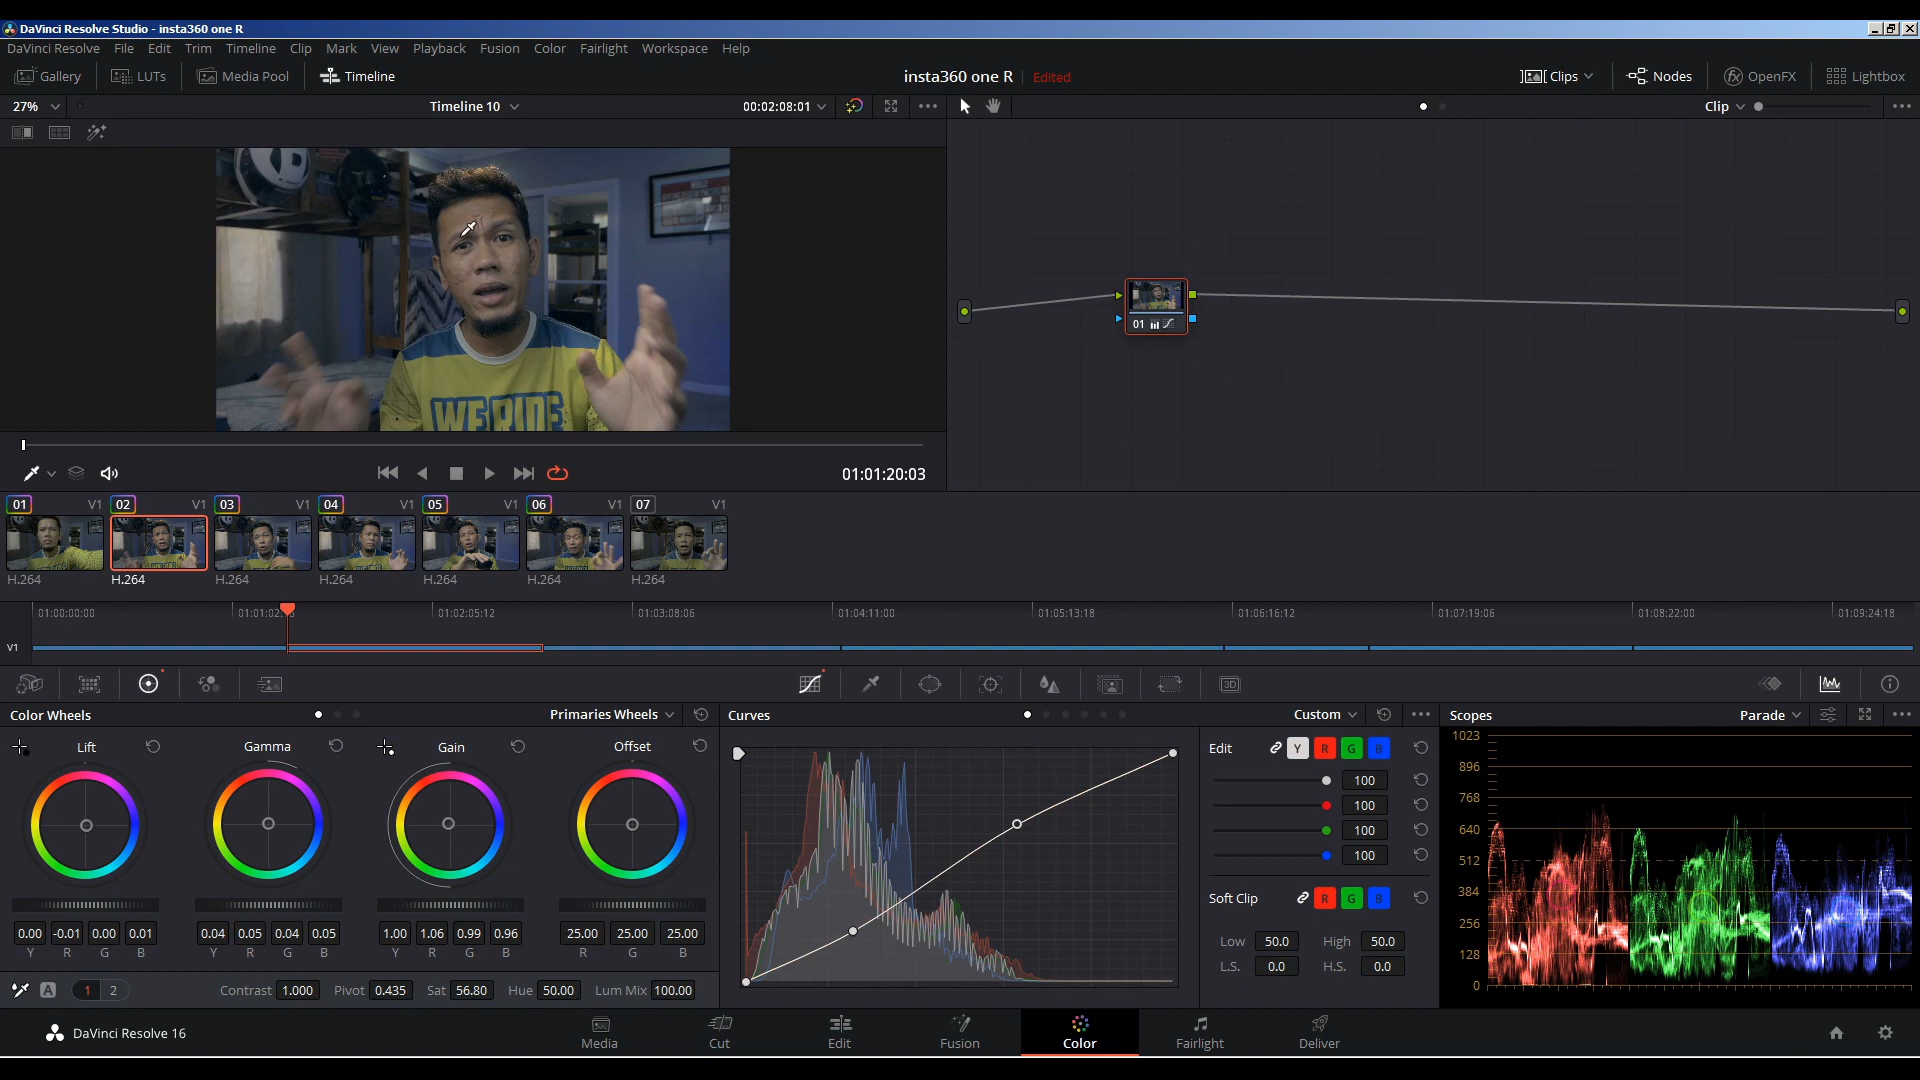 DaVinci Resolve Studio - insta360 one R
DaVinci Resolve File Edit Trim Timeline Clip Mark View Playback Fusion Color Fairlight Workspace Help
Gallery LUTs Media Pool Timeline insta360 one R Edited Clips Nodes OpenFX Lightbox
27% Timeline 10 00:02:08:01 Clip
WE RIDE
01
01:01:20:03
01 V1 02 V1 03 V1 04 V1 05 V1 06 V1 07 V1
H.264 H.264 H.264 H.264 H.264 H.264 H.264
01:00:00:00 01:01:02 01:02:05:12 01:03:08:06 01:04:11:00 01:05:13:18 01:06:16:12 01:07:19:06 01:08:22:00 01:09:24:18
V1
3D
Color Wheels Primaries Wheels Curves Custom Scopes Parade
Lift Gamma Gain Offset
Edit Y R G B
100
100
100
100
Soft Clip R G B
Low 50.0 High 50.0
L.S. 0.0 H.S. 0.0
1023
896
768
640
512
384
256
128
0
0.00 -0.01 0.00 0.01 0.04 0.05 0.04 0.05 1.00 1.06 0.99 0.96 25.00 25.00 25.00
Y R G B Y R G B Y R G B R G B
A 1 2 Contrast 1.000 Pivot 0.435 Sat 56.80 Hue 50.00 Lum Mix 100.00
DaVinci Resolve 16 Media Cut Edit Fusion Color Fairlight Deliver